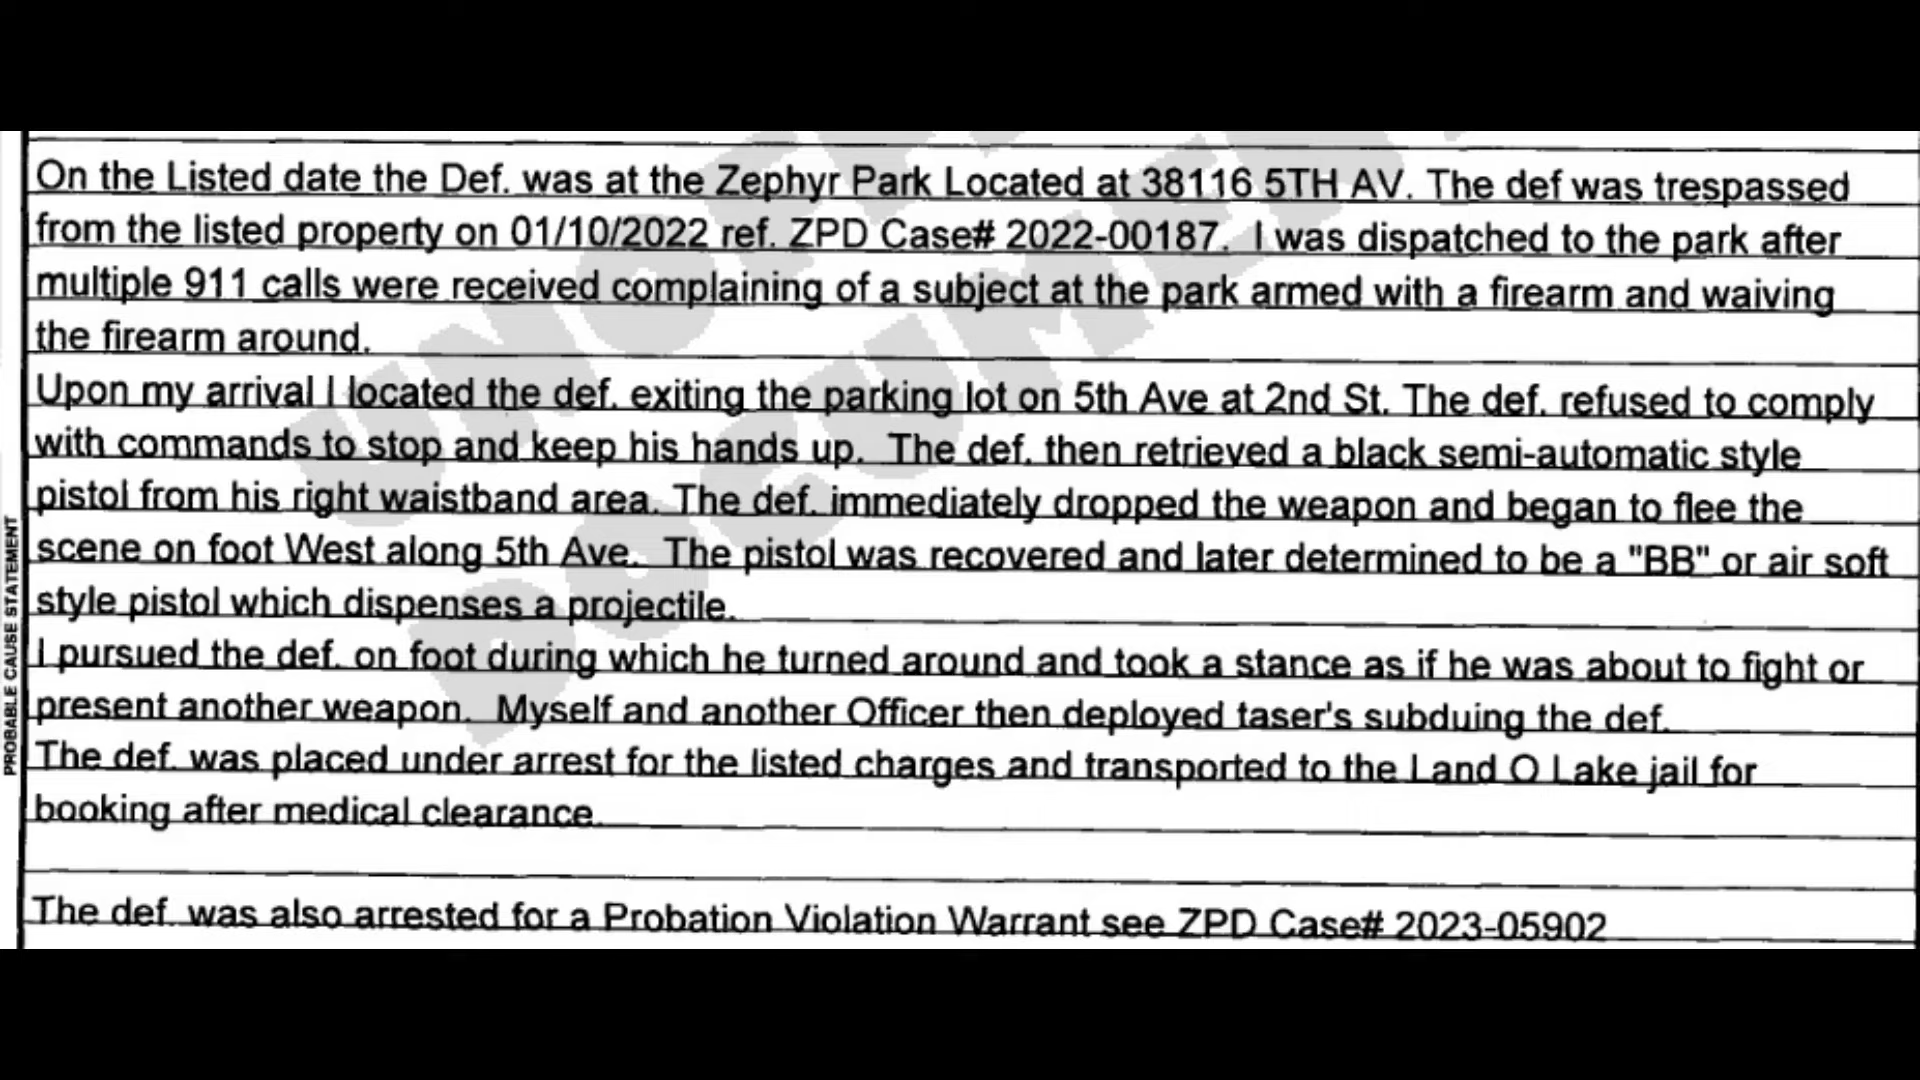 On the Listed date the Def. was at the Zephyr Park Located at 38116 5TH AV. The def was trespassed
from the listed property on 01/10/2022 ref. ZPD Case# 2022-00187. I was dispatched to the park after
multiple 911 calls were received complaining of a subject at the park armed with a firearm and waiving
the firearm around.
Upon my arrival I located the def. exiting the parking lot on 5th Ave at 2nd St. The def. refused to comply
with commands to stop and keep his hands up. The def. then retrieved a black semi-automatic style
pistol from his right waistband area. The def. immediately dropped the weapon and began to flee the
scene on foot West along 5th Ave. The pistol was recovered and later determined to be a "BB" or air soft
style pistol which dispenses a projectile.
I pursued the def. on foot during which he turned around and took a stance as if he was about to fight or
present another weapon. Myself and another Officer then deployed taser's subduing the def.
The def. was placed under arrest for the listed charges and transported to the Land O Lake jail for
booking after medical clearance.
The def. was also arrested for a Probation Violation Warrant see ZPD Case# 2023-05902
PROBABLE CAUSE STATEMENT